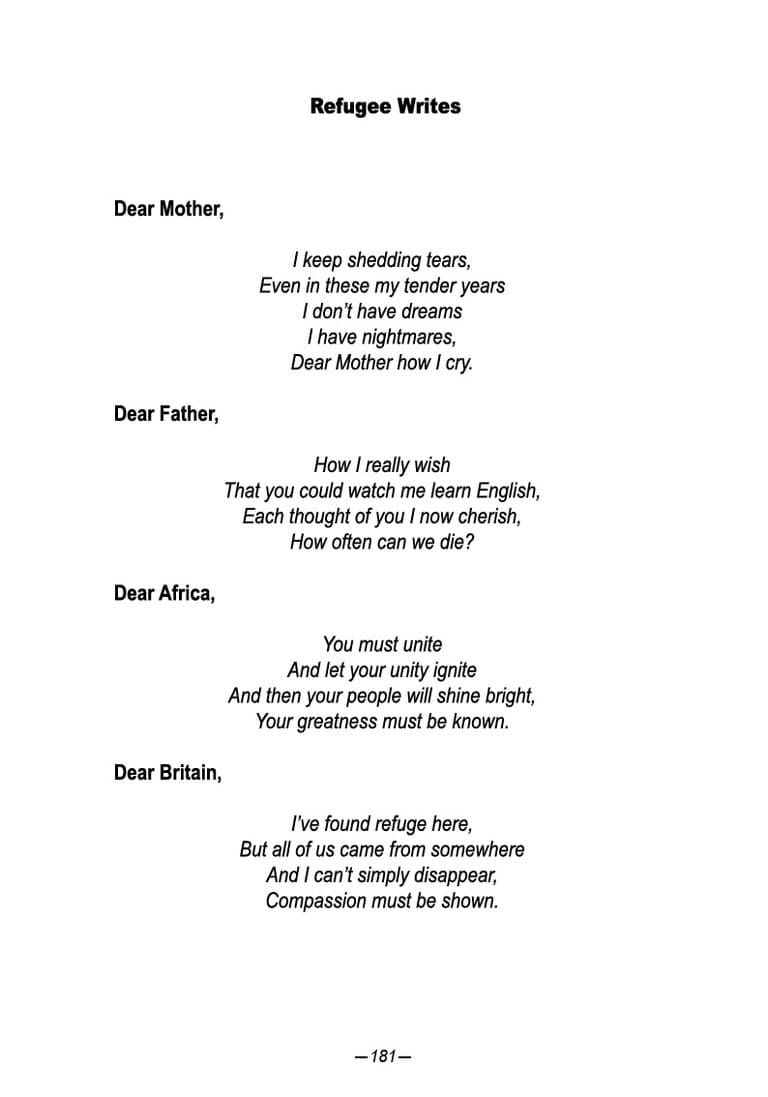 Refugee Writes
Dear Mother,
I keep shedding tears,
Even in these my tender years
I don’t have dreams
I have nightmares,
Dear Mother how I cry.
Dear Father,
How I really wish
That you could watch me learn English,
Each thought of you I now cherish,
How often can we die?
Dear Africa,
You must unite
And let your unity ignite
And then your people will shine bright,
Your greatness must be known.
Dear Britain,
I’ve found refuge here,
But all of us came from somewhere
And I can’t simply disappear,
Compassion must be shown.
—181—